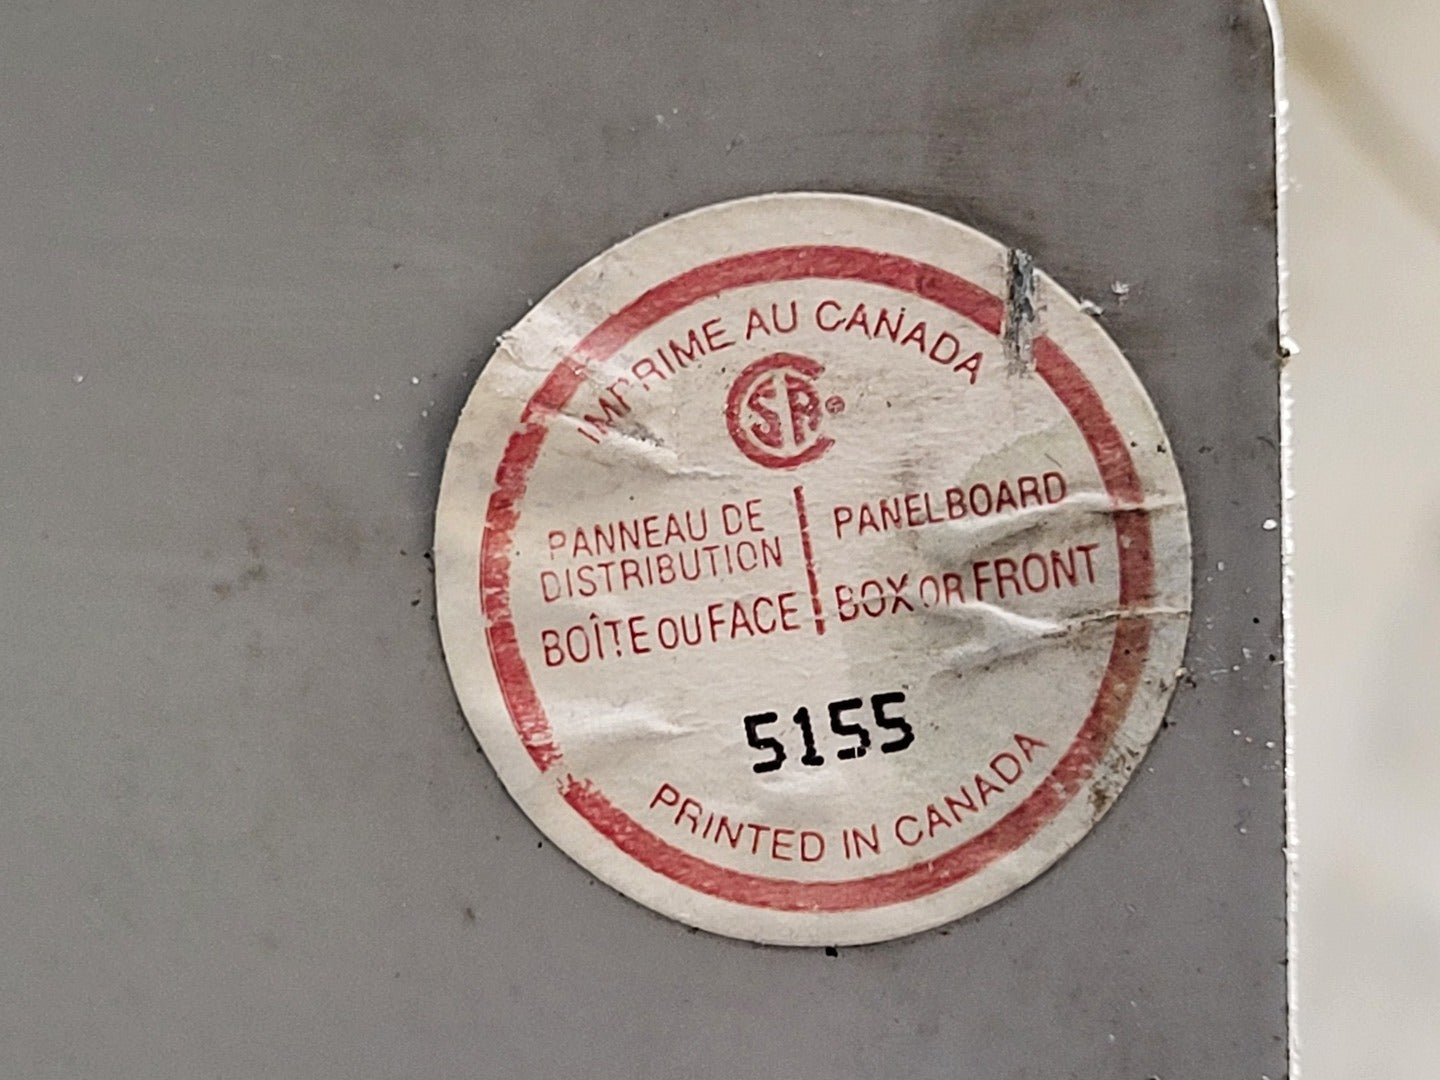 IMPRIME AU CANADA
CSA®
PANNEAU DE
DISTRIBUTION
BOÎTE OU FACE
PANELBOARD
BOX OR FRONT
5155
PRINTED IN CANADA